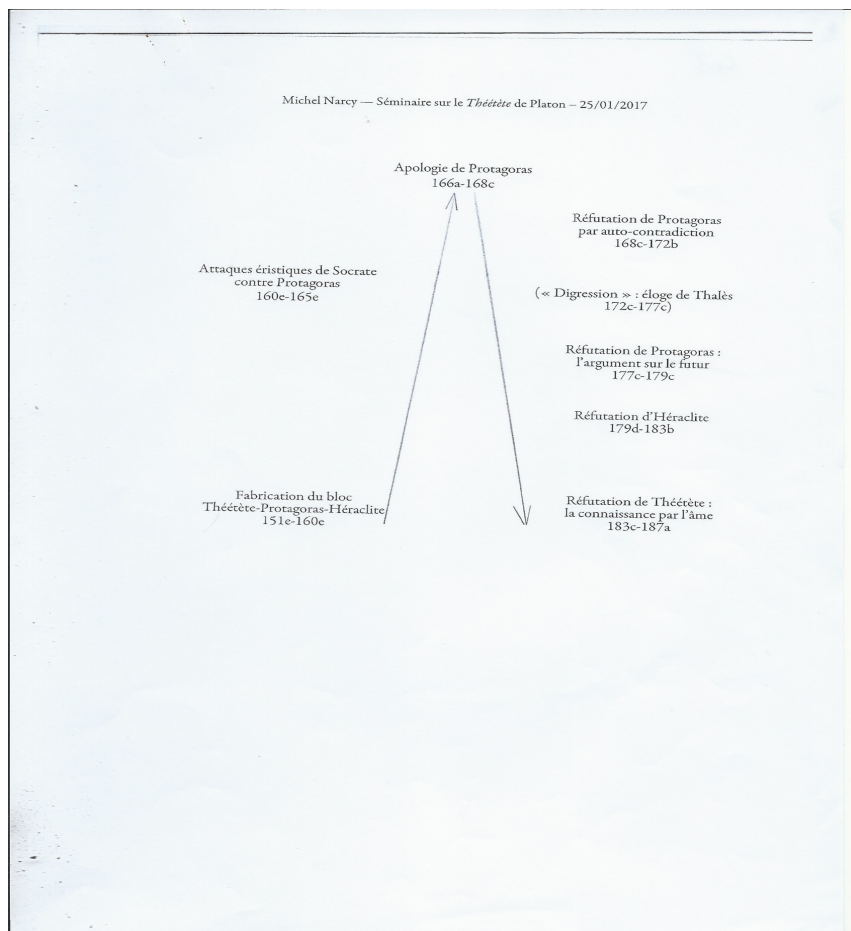 Michel Narcy — Séminaire sur le Théétète de Platon – 25/01/2017
Apologie de Protagoras
166a-168c
Réfutation de Protagoras
par auto-contradiction
168c-172b
Attaques éristiques de Socrate
contre Protagoras
160e-165e
(« Digression » : éloge de Thalès
172c-177c)
Réfutation de Protagoras :
l'argument sur le futur
177c-179c
Réfutation d'Héraclite
179d-183b
Fabrication du bloc
Théétète-Protagoras-Héraclite
151e-160e
Réfutation de Théétète :
la connaissance par l'âme
183c-187a